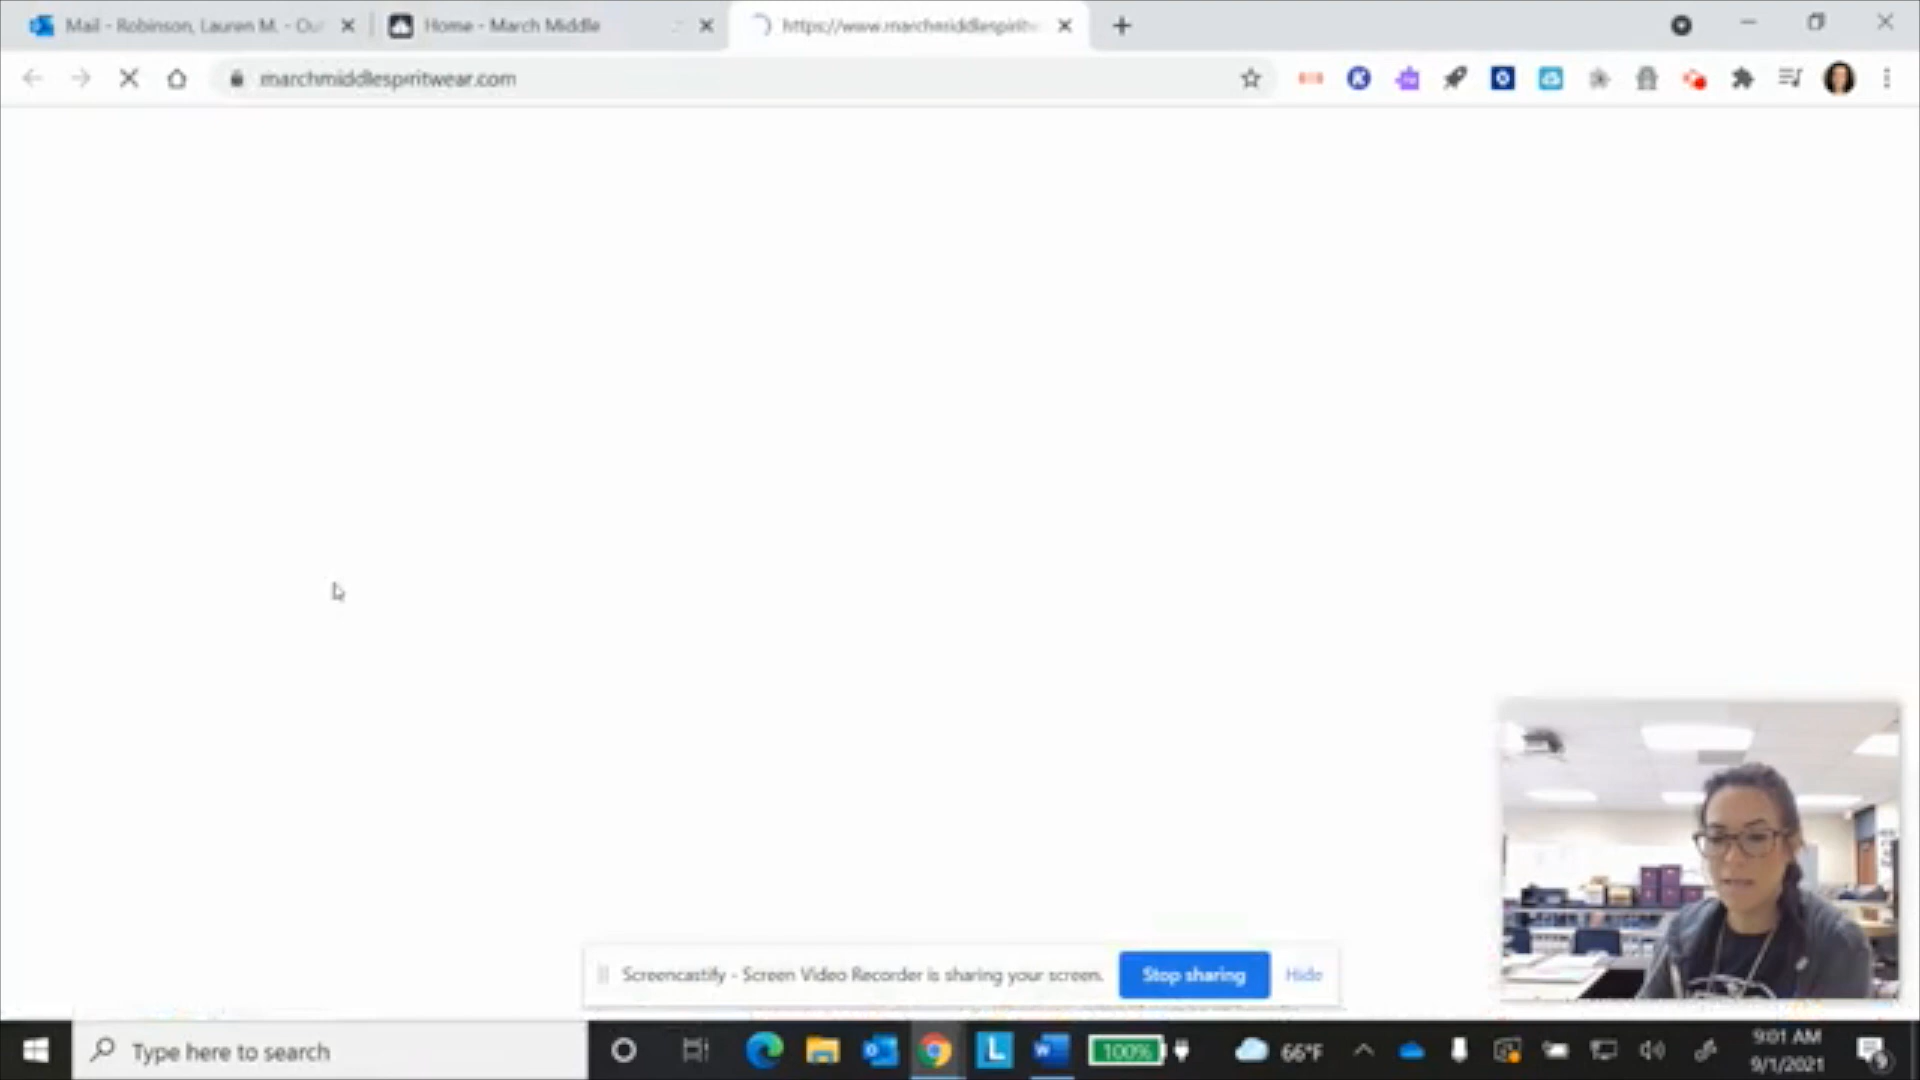 Mail - Robinson, Lauren M. - Ou
Home - March Middle
https://www.marchmiddlespiritw
marchmiddlespiritwear.com
Screencastify - Screen Video Recorder is sharing your screen.
Stop sharing
Hide
Type here to search
100%
66°F
9:01 AM
9/1/2021